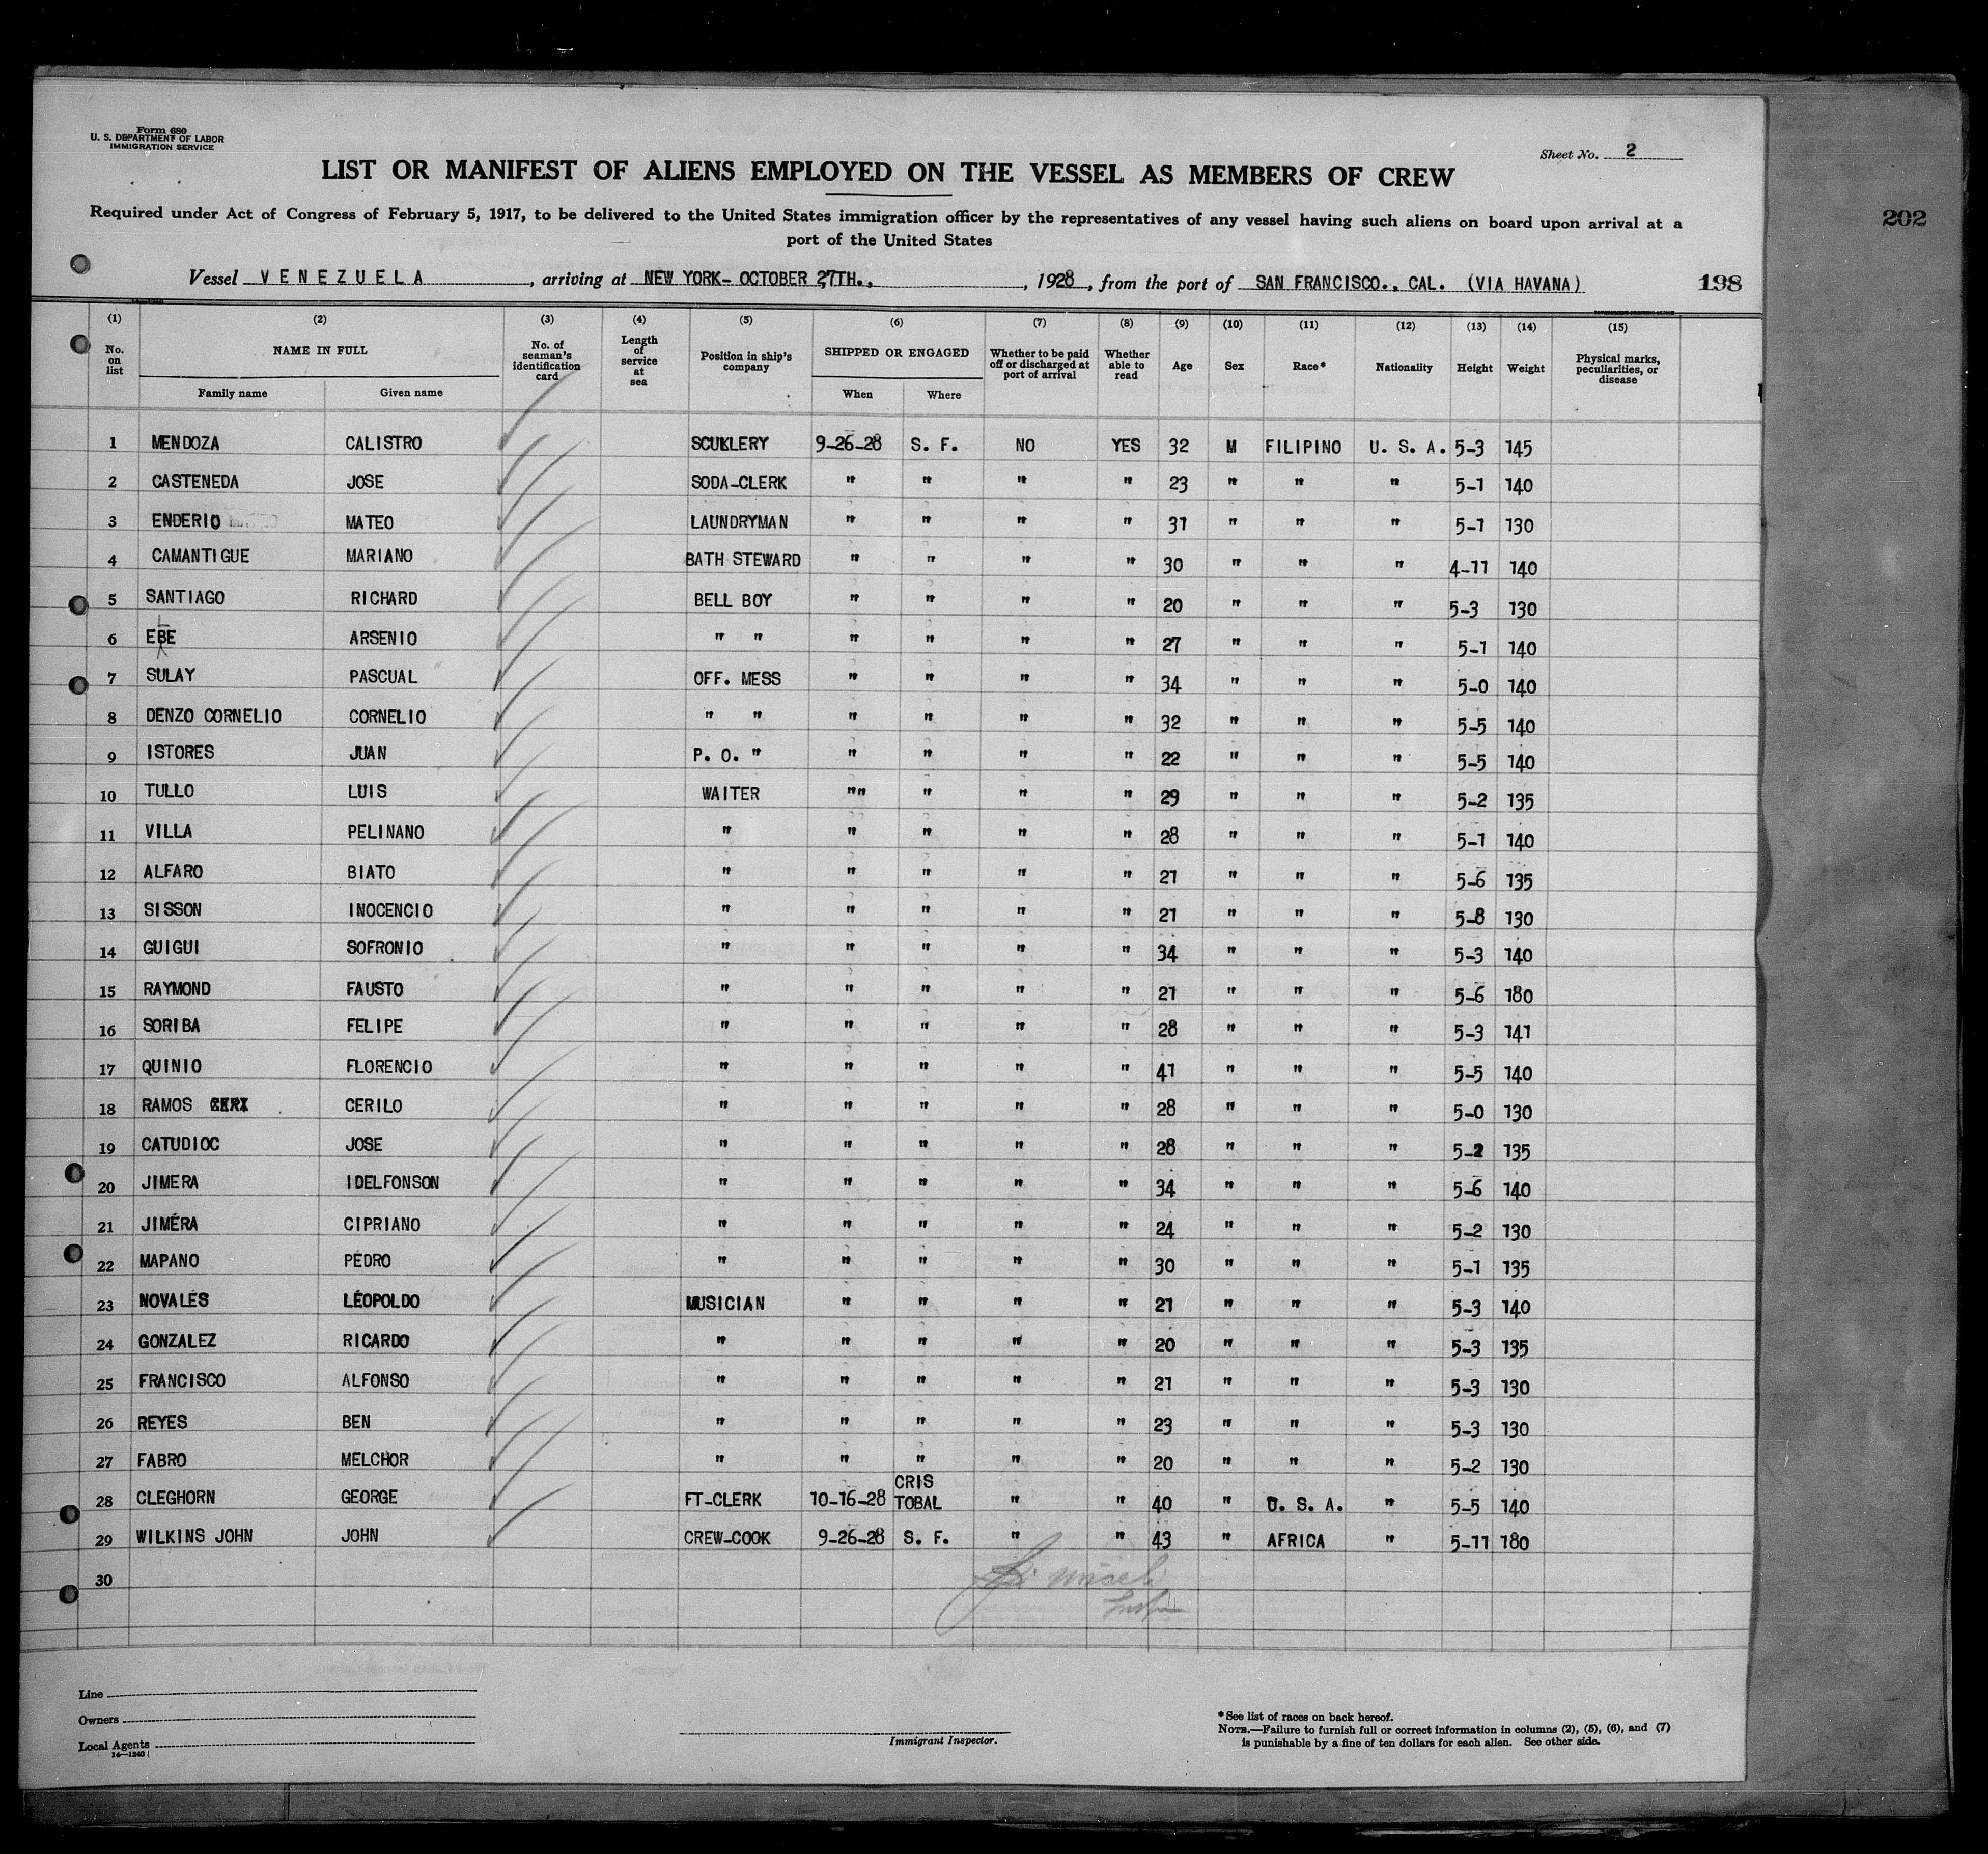 Form 680
U. S. DEPARTMENT OF LABOR
IMMIGRATION SERVICE
Sheet No. 2
LIST OR MANIFEST OF ALIENS EMPLOYED ON THE VESSEL AS MEMBERS OF CREW
202
Required under Act of Congress of February 5, 1917, to be delivered to the United States immigration officer by the representatives of any vessel having such aliens on board upon arrival at a
port of the United States
Vessel VENEZUELA, arriving at NEW YORK- OCTOBER 27TH., , 1928, from the port of SAN FRANCISCO., CAL. (VIA HAVANA) 198
(1) (2) (3) (4) (5) (6) (7) (8) (9) (10) (11) (12) (13) (14) (15)
No. on list NAME IN FULL Family name Given name No. of seaman's identification card Length of service at sea Position in ship's company SHIPPED OR ENGAGED When Where Whether to be paid off or discharged at port of arrival Whether able to read Age Sex Race* Nationality Height Weight Physical marks, peculiarities, or disease
1 MENDOZA CALISTRO SCUKLERY 9-26-28 S. F. NO YES 32 M FILIPINO U. S. A. 5-3 145
2 CASTENEDA JOSE SODA-CLERK " " " " 23 " " " 5-1 140
3 ENDERIO MATEO LAUNDRYMAN " " " " 31 " " " 5-1 130
4 CAMANTIGUE MARIANO BATH STEWARD " " " " 30 " " " 4-11 140
5 SANTIAGO RICHARD BELL BOY " " " " 20 " " " 5-3 130
6 EBE ARSENIO " " " " " " 27 " " " 5-1 140
7 SULAY PASCUAL OFF. MESS " " " " 34 " " " 5-0 140
8 DENZO CORNELIO CORNELIO " " " " " " 32 " " " 5-5 140
9 ISTORES JUAN P. O. " " " " " 22 " " " 5-5 140
10 TULLO LUIS WAITER "" " " " 29 " " " 5-2 135
11 VILLA PELINANO " " " " " 28 " " " 5-1 140
12 ALFARO BIATO " " " " " 21 " " " 5-6 135
13 SISSON INOCENCIO " " " " " 21 " " " 5-8 130
14 GUIGUI SOFRONIO " " " " " 34 " " " 5-3 140
15 RAYMOND FAUSTO " " " " " 21 " " " 5-6 180
16 SORIBA FELIPE " " " " " 28 " " " 5-3 141
17 QUINIO FLORENCIO " " " " " 41 " " " 5-5 140
18 RAMOS CERILO " " " " " 28 " " " 5-0 130
19 CATUDIOC JOSE " " " " " 28 " " " 5-2 135
20 JIMERA IDELFONSON " " " " " 34 " " " 5-6 140
21 JIMERA CIPRIANO " " " " " 24 " " " 5-2 130
22 MAPANO PEDRO " " " " " 30 " " " 5-1 135
23 NOVALES LEOPOLDO MUSICIAN " " " " 21 " " " 5-3 140
24 GONZALEZ RICARDO " " " " " 20 " " " 5-3 135
25 FRANCISCO ALFONSO " " " " " 21 " " " 5-3 130
26 REYES BEN " " " " " 23 " " " 5-3 130
27 FABRO MELCHOR " " " " " 20 " " " 5-2 130
28 CLEGHORN GEORGE FT-CLERK 10-16-28 CRIS TOBAL " " 40 " U. S. A. " 5-5 140
29 WILKINS JOHN JOHN CREW-COOK 9-26-28 S. F. " " 43 " AFRICA " 5-11 180
30
Line
Owners
Local Agents
14—1240
Immigrant Inspector.
*See list of races on back hereof.
NOTE.—Failure to furnish full or correct information in columns (2), (5), (6), and (7)
is punishable by a fine of ten dollars for each alien. See other side.